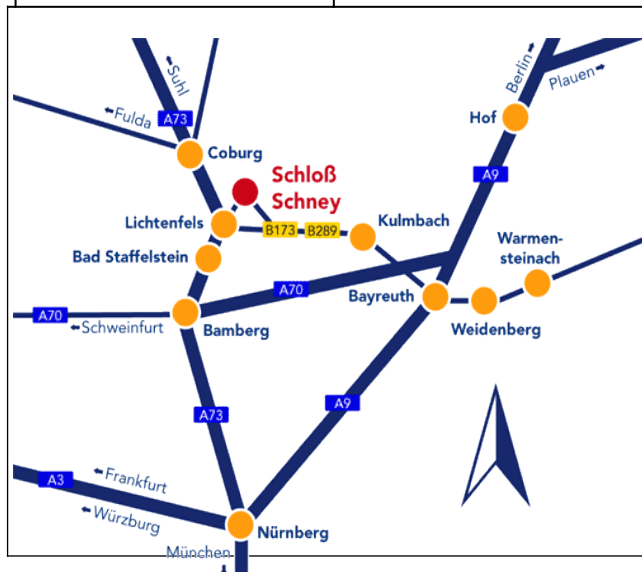 Suhl
Berlin
Plauen
Fulda
A73
Hof
Coburg
Schloß
Schney
A9
Lichtenfels
B173
B289
Kulmbach
Warmen-
steinach
Bad Staffelstein
A70
Bayreuth
A70
Schweinfurt
Bamberg
Weidenberg
A73
A9
A3
Frankfurt
Würzburg
Nürnberg
München